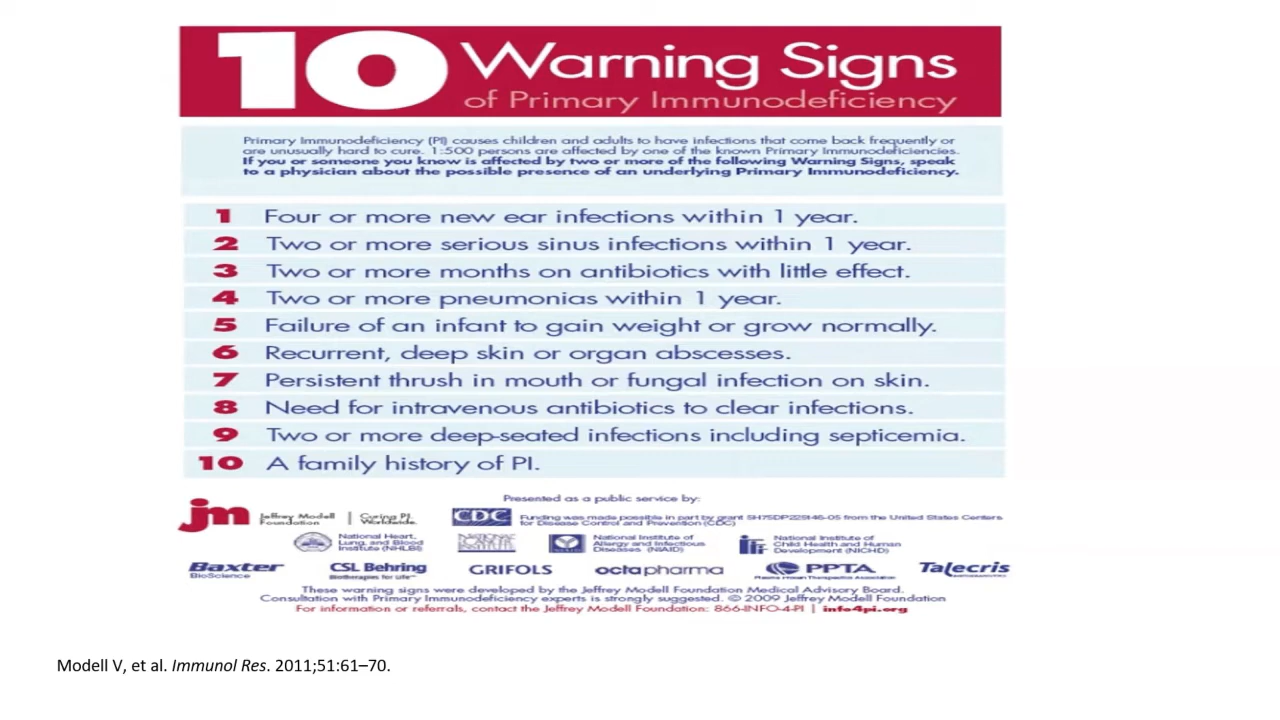 10 Warning Signs
of Primary Immunodeficiency
Primary Immunodeficiency (PI) causes children and adults to have infections that come back frequently or
are unusually hard to cure. 1:500 persons are affected by one of the known Primary Immunodeficiencies.
If you or someone you know is affected by two or more of the following Warning Signs, speak
to a physician about the possible presence of an underlying Primary Immunodeficiency.
1 Four or more new ear infections within 1 year.
2 Two or more serious sinus infections within 1 year.
3 Two or more months on antibiotics with little effect.
4 Two or more pneumonias within 1 year.
5 Failure of an infant to gain weight or grow normally.
6 Recurrent, deep skin or organ abscesses.
7 Persistent thrush in mouth or fungal infection on skin.
8 Need for intravenous antibiotics to clear infections.
9 Two or more deep-seated infections including septicemia.
10 A family history of PI.
Presented as a public service by:
jm Jeffrey Modell Foundation | Curing PI. Worldwide.
CDC Funding was made possible in part by grant 5H75DP225146-05 from the United States Centers
for Disease Control and Prevention (CDC)
National Heart, Lung, and Blood Institute (NHLBI)
National Institute of Allergy and Infectious Diseases (NIAID)
National Institute of Child Health and Human Development (NICHD)
Baxter BioScience
CSL Behring Biotherapies for Life™
GRIFOLS
octapharma
PPTA
Talecris
These warning signs were developed by the Jeffrey Modell Foundation Medical Advisory Board.
Consultation with Primary Immunodeficiency experts is strongly suggested. © 2009 Jeffrey Modell Foundation
For information or referrals, contact the Jeffrey Modell Foundation: 866-INFO-4-PI | info4pi.org
Modell V, et al. Immunol Res. 2011;51:61–70.